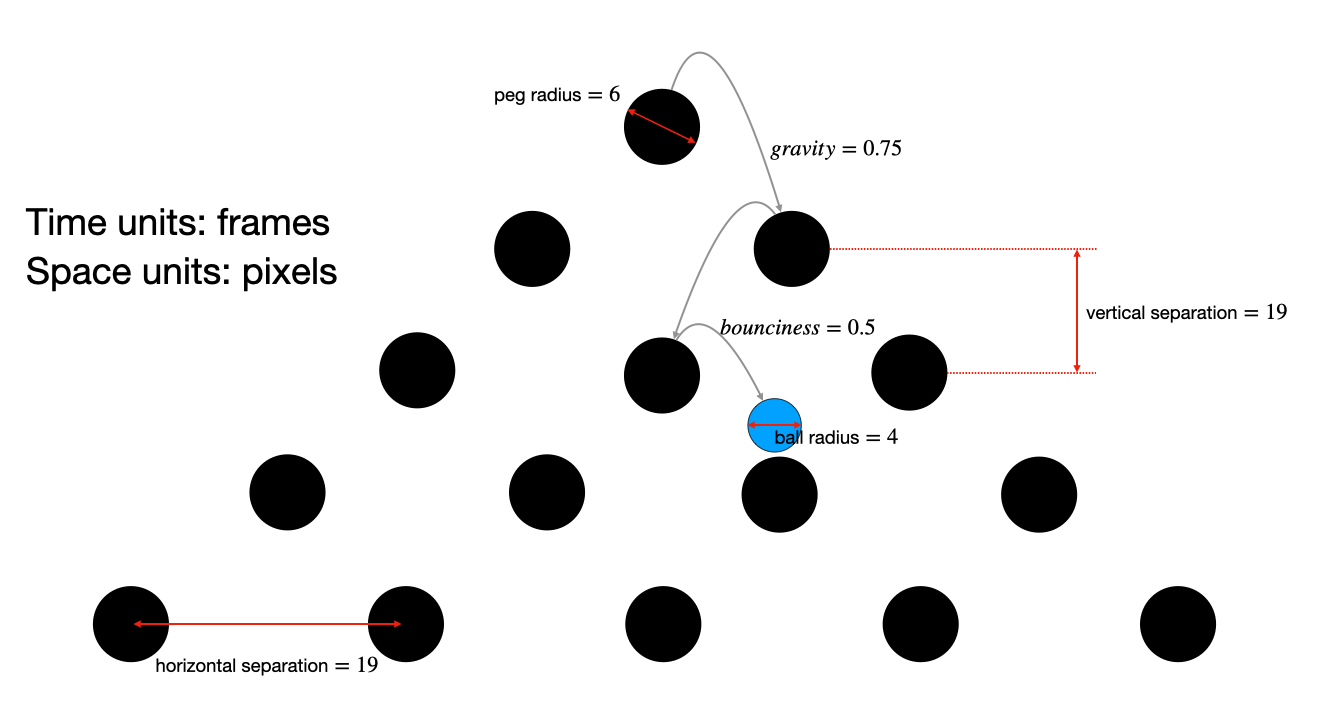 peg radius = 6
gravity = 0.75
Time units: frames
Space units: pixels
vertical separation = 19
bounciness = 0.5
ball radius = 4
horizontal separation = 19